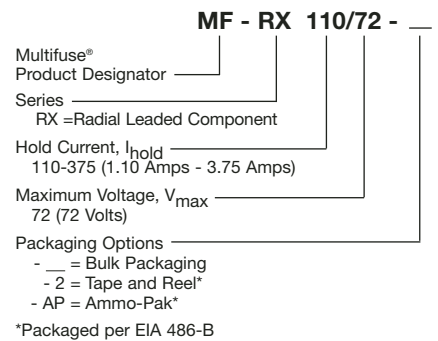 MF - RX 110/72 - __
Multifuse®
Product Designator
Series
RX =Radial Leaded Component
Hold Current, Ihold
110-375 (1.10 Amps - 3.75 Amps)
Maximum Voltage, Vmax
72 (72 Volts)
Packaging Options
- __ = Bulk Packaging
- 2 = Tape and Reel*
- AP = Ammo-Pak*
*Packaged per EIA 486-B